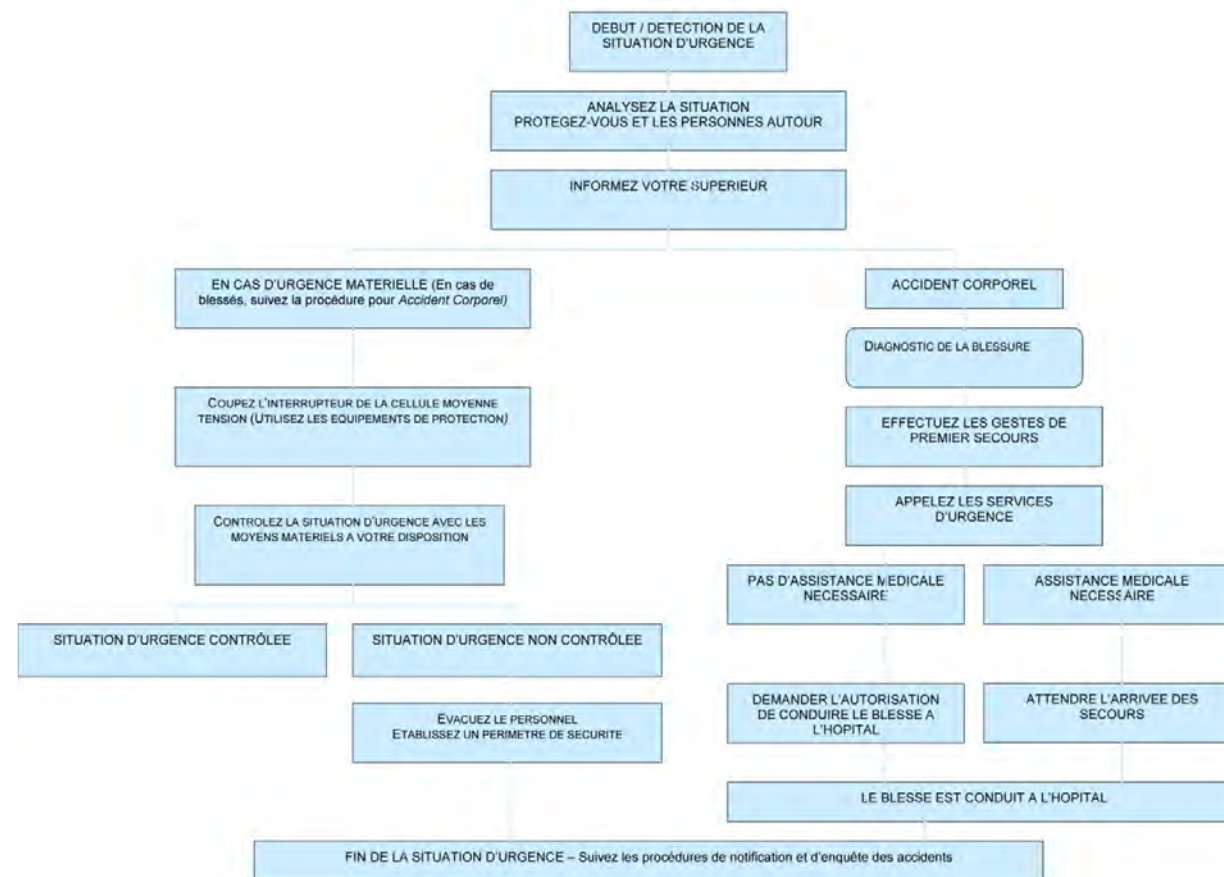 DEBUT / DETECTION DE LA
SITUATION D'URGENCE
ANALYSEZ LA SITUATION
PROTEGEZ-VOUS ET LES PERSONNES AUTOUR
INFORMEZ VOTRE SUPERIEUR
EN CAS D'URGENCE MATERIELLE (En cas de
blessés, suivez la procédure pour Accident Corporel)
COUPEZ L'INTERRUPTEUR DE LA CELLULE MOYENNE
TENSION (UTILISEZ LES EQUIPEMENTS DE PROTECTION)
CONTROLEZ LA SITUATION D'URGENCE AVEC LES
MOYENS MATERIELS A VOTRE DISPOSITION
SITUATION D'URGENCE CONTRÔLEE
SITUATION D'URGENCE NON CONTRÔLEE
EVACUEZ LE PERSONNEL
ETABLISSEZ UN PERIMETRE DE SECURITE
ACCIDENT CORPOREL
DIAGNOSTIC DE LA BLESSURE
EFFECTUEZ LES GESTES DE
PREMIER SECOURS
APPELEZ LES SERVICES
D'URGENCE
PAS D'ASSISTANCE MEDICALE
NECESSAIRE
ASSISTANCE MEDICALE
NECESSAIRE
DEMANDER L'AUTORISATION
DE CONDUIRE LE BLESSE A
L'HOPITAL
ATTENDRE L'ARRIVEE DES
SECOURS
LE BLESSE EST CONDUIT A L'HOPITAL
FIN DE LA SITUATION D'URGENCE – Suivez les procédures de notification et d'enquête des accidents